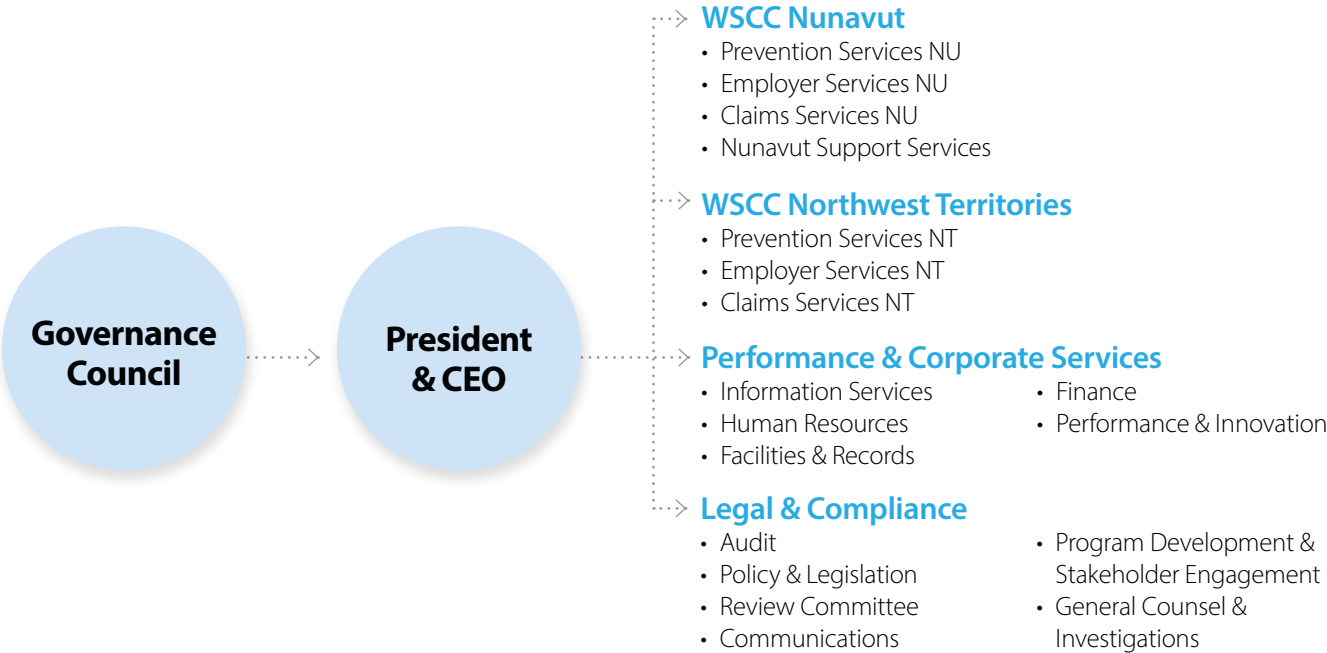 Governance
Council
President
& CEO
WSCC Nunavut
• Prevention Services NU
• Employer Services NU
• Claims Services NU
• Nunavut Support Services
WSCC Northwest Territories
• Prevention Services NT
• Employer Services NT
• Claims Services NT
Performance & Corporate Services
• Information Services
• Human Resources
• Facilities & Records
• Finance
• Performance & Innovation
Legal & Compliance
• Audit
• Policy & Legislation
• Review Committee
• Communications
• Program Development &
Stakeholder Engagement
• General Counsel &
Investigations